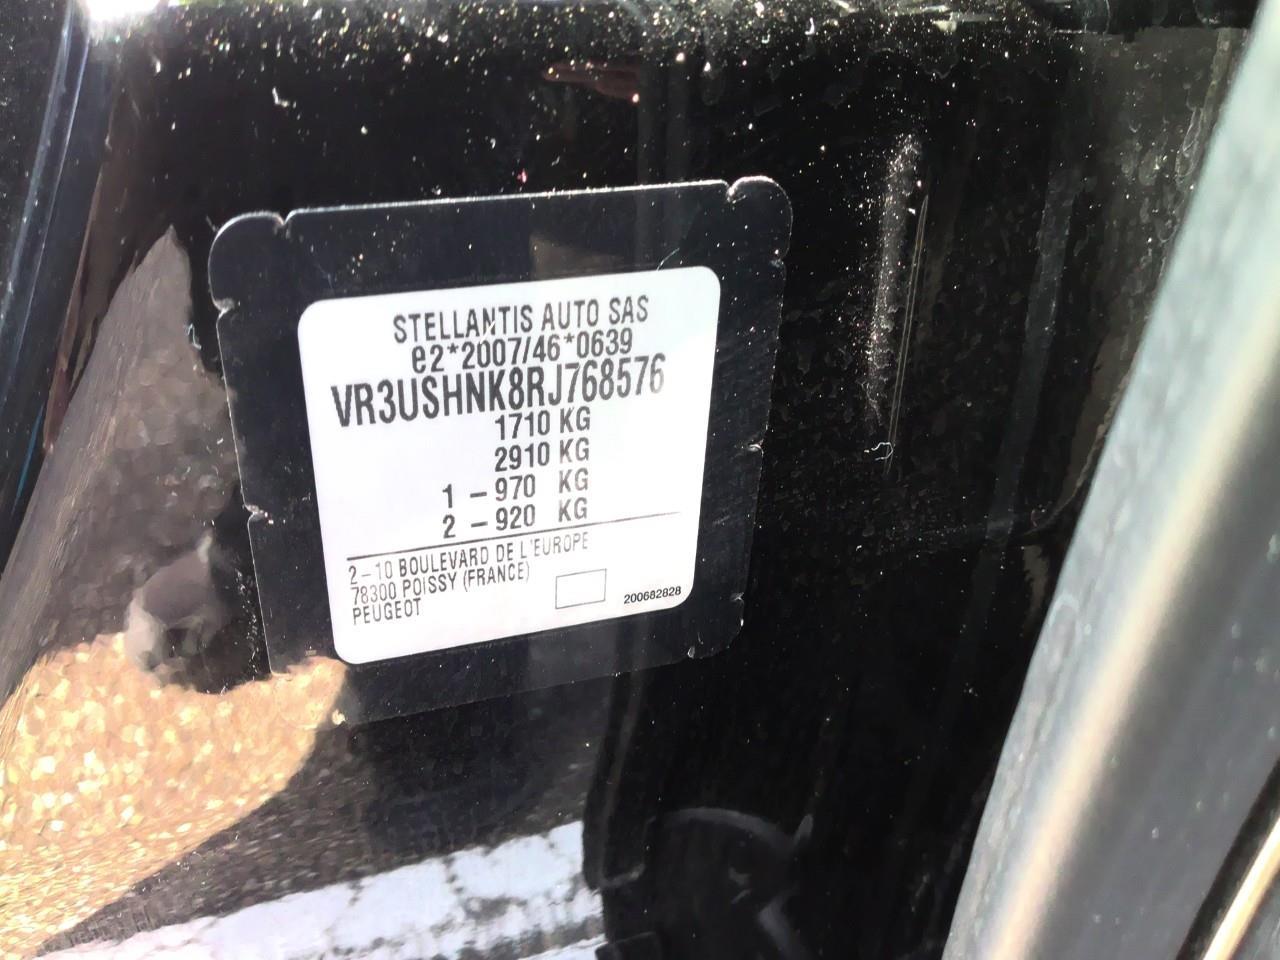 STELLANTIS AUTO SAS
e2*2007/46*0639
VR3USHNK8RJ768576
1710 KG
2910 KG
1 - 970 KG
2 - 920 KG
2-10 BOULEVARD DE L'EUROPE
78300 POISSY (FRANCE)
PEUGEOT
200682828